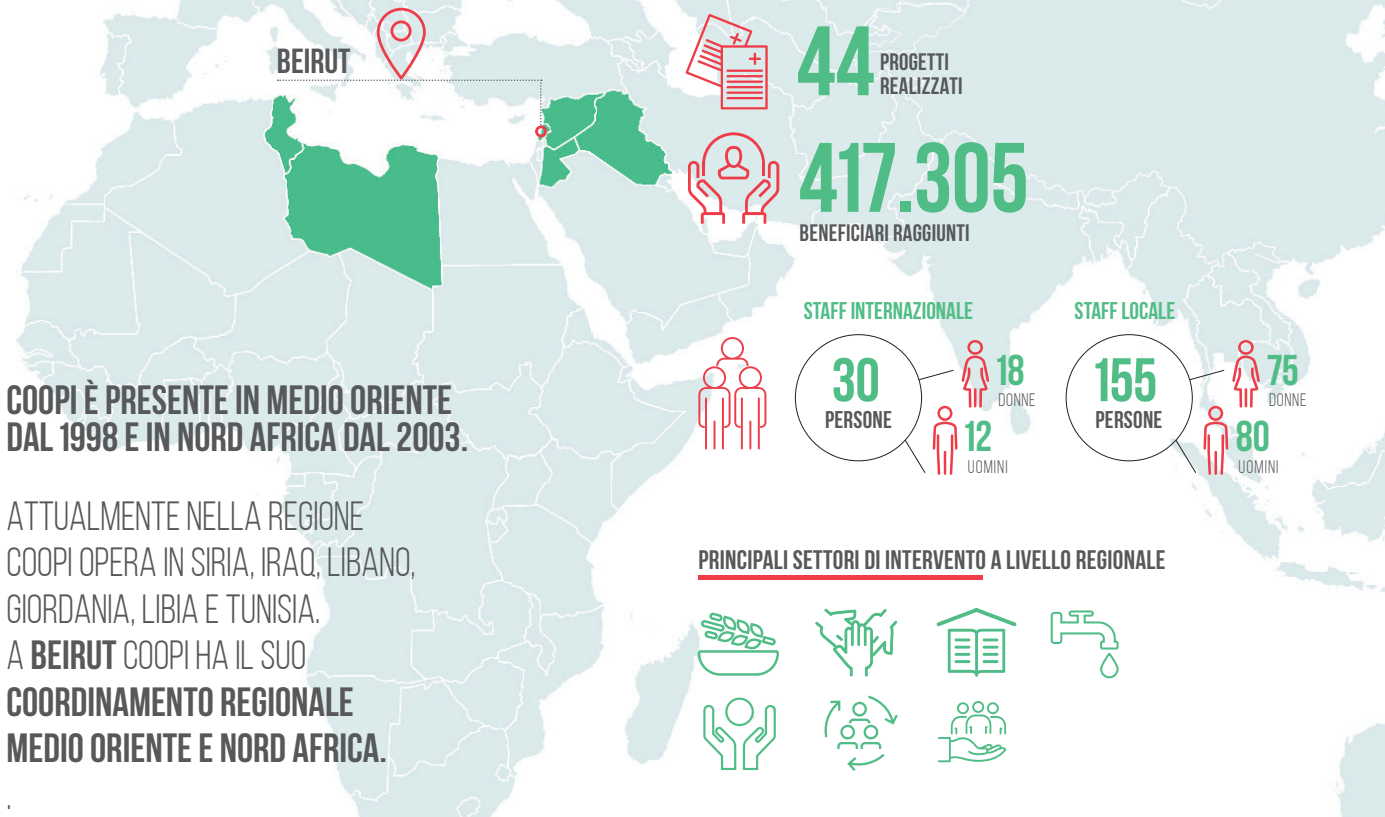 BEIRUT
44 PROGETTI
REALIZZATI
417.305
BENEFICIARI RAGGIUNTI
STAFF INTERNAZIONALE
30
PERSONE
18
DONNE
12
UOMINI
STAFF LOCALE
155
PERSONE
75
DONNE
80
UOMINI
COOPI È PRESENTE IN MEDIO ORIENTE
DAL 1998 E IN NORD AFRICA DAL 2003.
ATTUALMENTE NELLA REGIONE
COOPI OPERA IN SIRIA, IRAQ, LIBANO,
GIORDANIA, LIBIA E TUNISIA.
A BEIRUT COOPI HA IL SUO
COORDINAMENTO REGIONALE
MEDIO ORIENTE E NORD AFRICA.
.
PRINCIPALI SETTORI DI INTERVENTO A LIVELLO REGIONALE